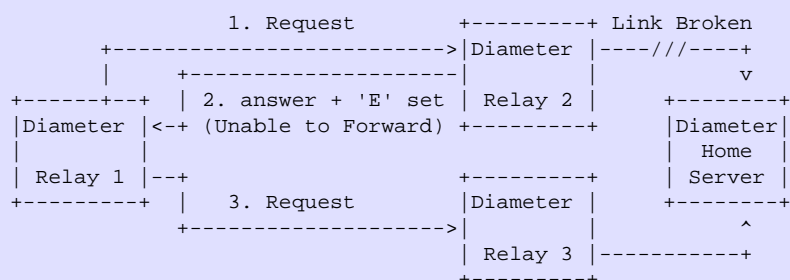 1. Request Link Broken
Diameter
2. answer + 'E' set Relay 2
Diameter (Unable to Forward) Diameter
Home
Relay 1 Server
3. Request Diameter
Relay 3